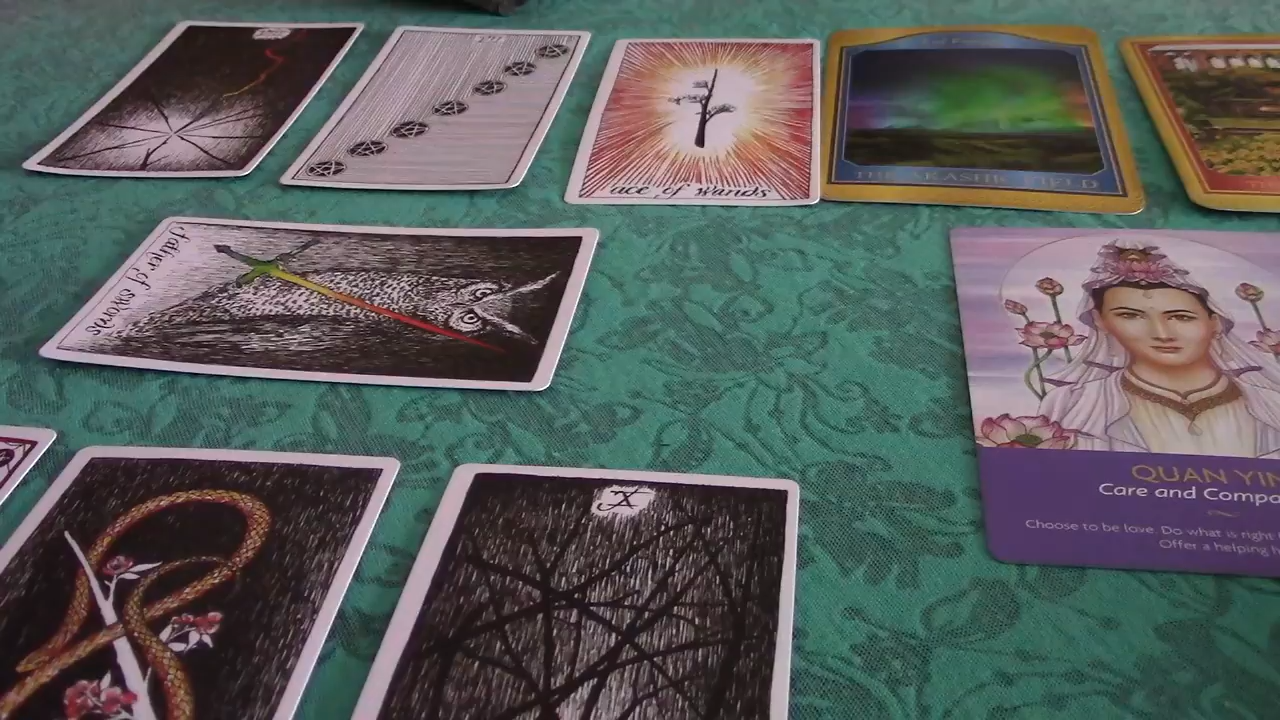 ace of wands
THE AKASHIC FIELD
father of swords
QUAN YIN
Care and Compa
Choose to be love. Do what is right
Offer a helping h
X